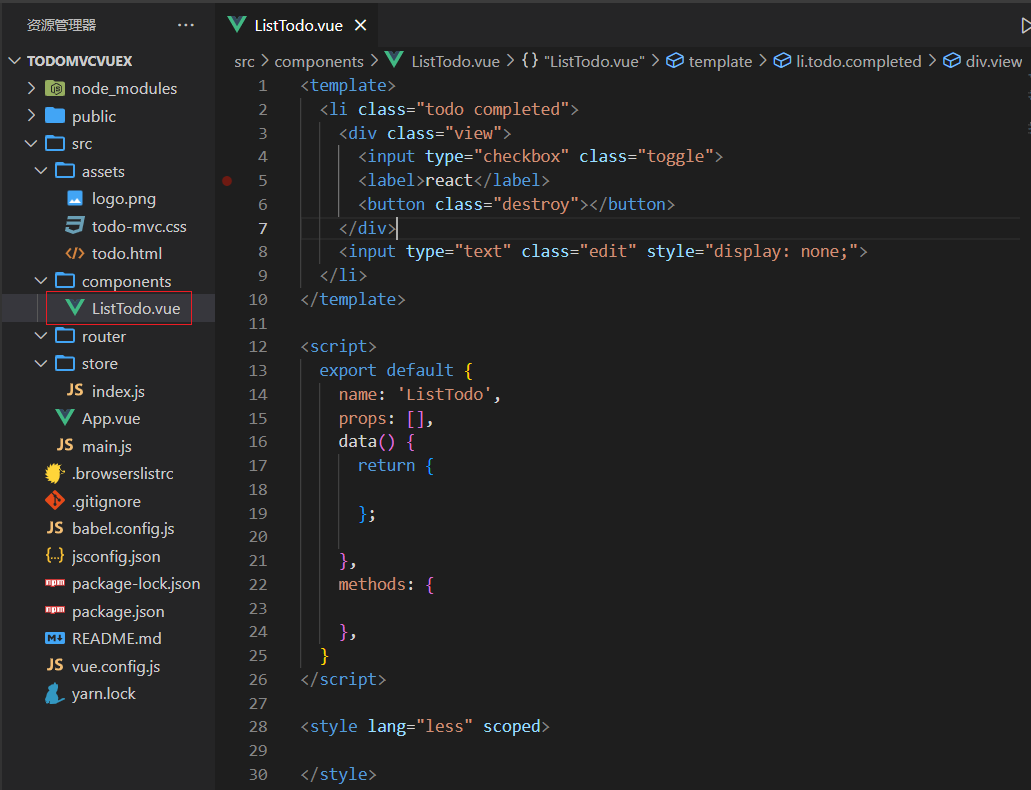 资源管理器 ···
TODOMVCVUEX
node_modules
public
src
assets
logo.png
todo-mvc.css
todo.html
components
ListTodo.vue
router
store
JS index.js
App.vue
JS main.js
.browserslistrc
.gitignore
JS babel.config.js
{..} jsconfig.json
npm package-lock.json
npm package.json
README.md
JS vue.config.js
yarn.lock
ListTodo.vue ×
src > components > ListTodo.vue > {} "ListTodo.vue" > template > li.todo.completed > div.view
1 <template>
2 <li class="todo completed">
3 <div class="view">
4 <input type="checkbox" class="toggle">
5 <label>react</label>
6 <button class="destroy"></button>
7 </div>
8 <input type="text" class="edit" style="display: none;">
9 </li>
10 </template>
11
12 <script>
13 export default {
14 name: 'ListTodo',
15 props: [],
16 data() {
17 return {
18
19 };
20
21 },
22 methods: {
23
24 },
25 }
26 </script>
27
28 <style lang="less" scoped>
29
30 </style>